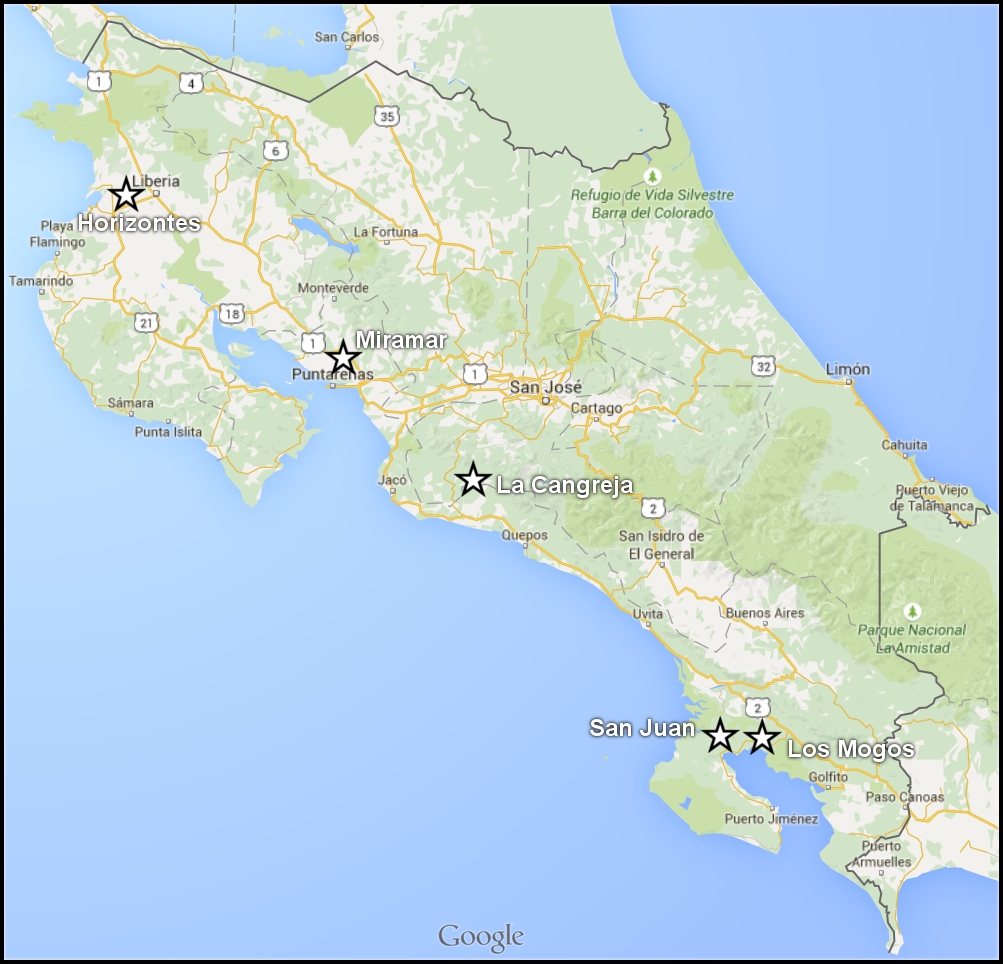 San Carlos
1
4
35
6
Liberia
Horizontes
Refugio de Vida Silvestre
Barra del Colorado
Playa
Flamingo
La Fortuna
Tamarindo
Monteverde
18
21
1
Miramar
Puntarenas
1
San José
32
Limón
Sámara
Punta Islita
Cartago
Cahuita
Jacó
La Cangreja
Puerto Viejo
de Talamanca
2
Quepos
San Isidro de
El General
Uvita
Buenos Aires
Parque Nacional
La Amistad
2
San Juan
Los Mogos
Golfito
Paso Canoas
Puerto Jiménez
Puerto
Armuelles
Google